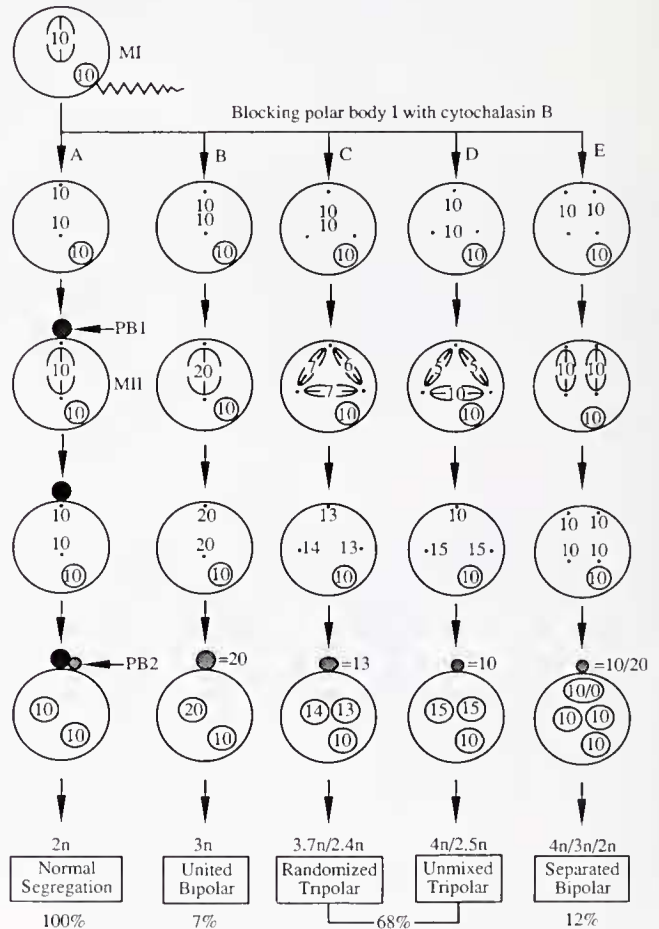 10
MI
10
Blocking polar body 1 with cytochalasin B
A B C D E
10 10 10 10 10 10
10 10 10 10
10 10 10 10 10
PB1
10 20 7 6 5 5 10 10
MII
7 10
10 10 10 10 10
10 20 13 10 10 10
10 20 14 13 15 15 10 10
10 10 10 10 10
PB2 =20 =13 =10 =10/20
10/0
10 20 14 13 15 15 10 10
10 10 10 10 10
2n 3n 3.7n/2.4n 4n/2.5n 4n/3n/2n
Normal United Randomized Unmixed Separated
Segregation Bipolar Tripolar Tripolar Bipolar
100% 7% 68% 12%